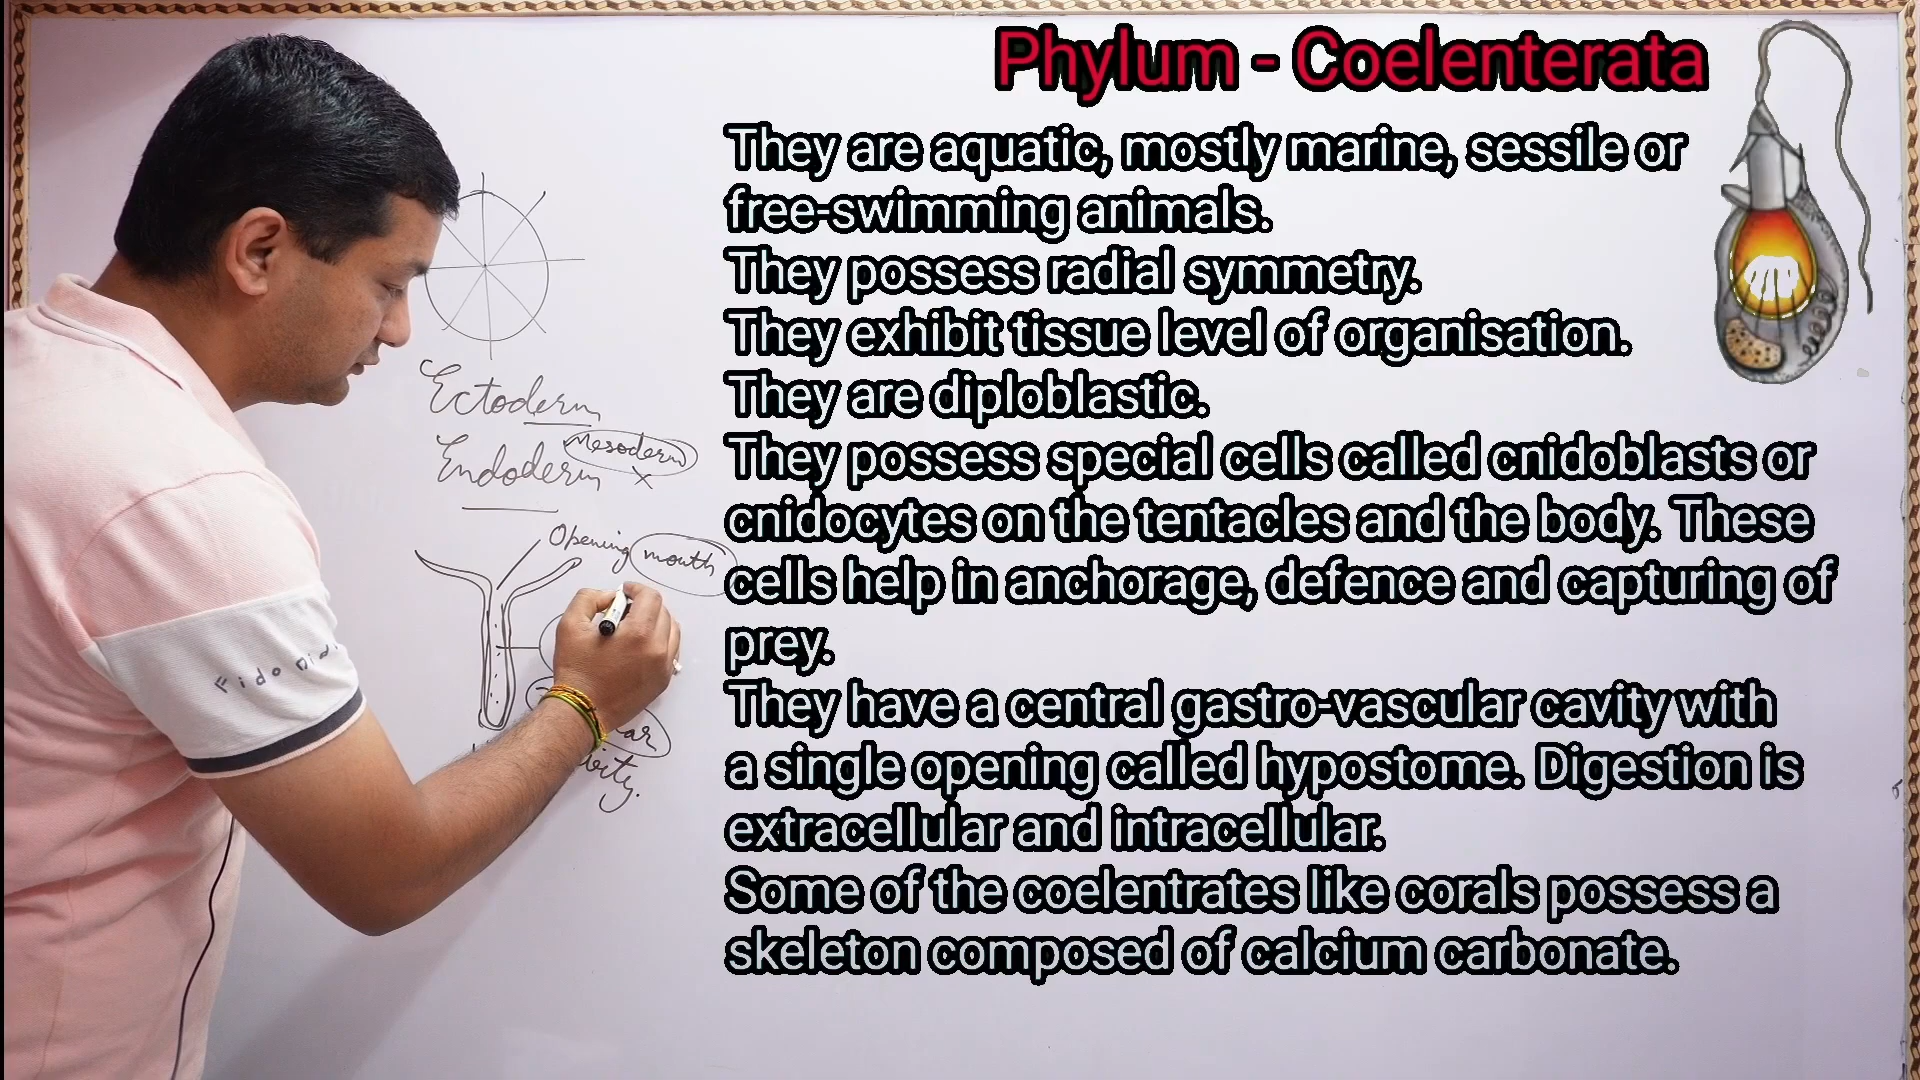 Phylum - Coelenterata
They are aquatic, mostly marine, sessile or
free-swimming animals.
They possess radial symmetry.
They exhibit tissue level of organisation.
They are diploblastic.
They possess special cells called cnidoblasts or
cnidocytes on the tentacles and the body. These
cells help in anchorage, defence and capturing of
prey.
They have a central gastro-vascular cavity with
a single opening called hypostome. Digestion is
extracellular and intracellular.
Some of the coelentrates like corals possess a
skeleton composed of calcium carbonate.
Ectoderm
Mesoderm
Endoderm x
Opening mouth
Fido